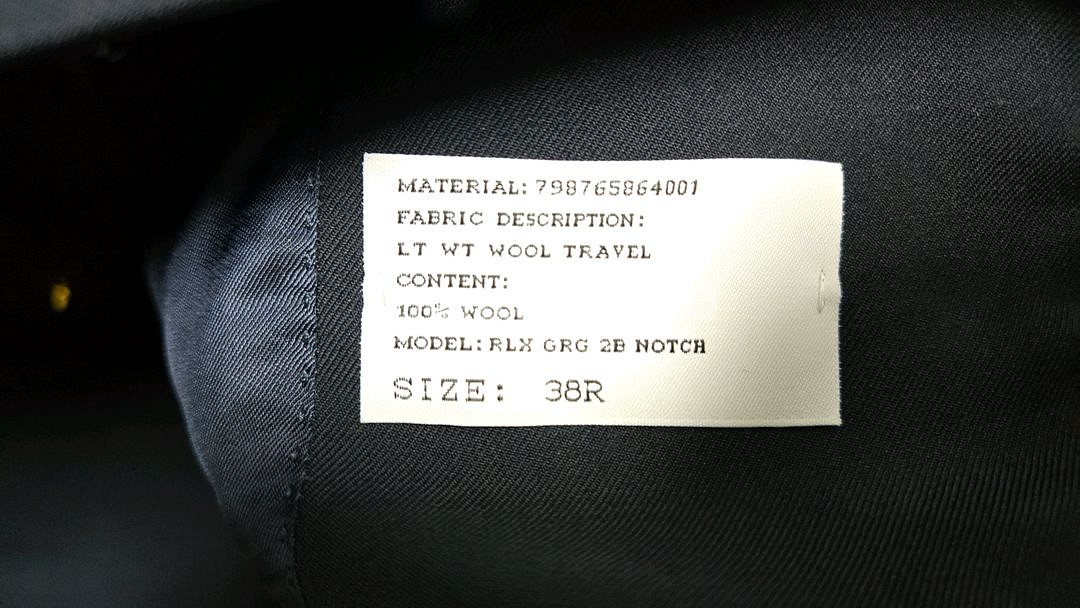 MATERIAL: 798765864001
FABRIC DESCRIPTION:
LT WT WOOL TRAVEL
CONTENT:
100% WOOL
MODEL: RLX GRG 2B NOTCH
SIZE: 38R